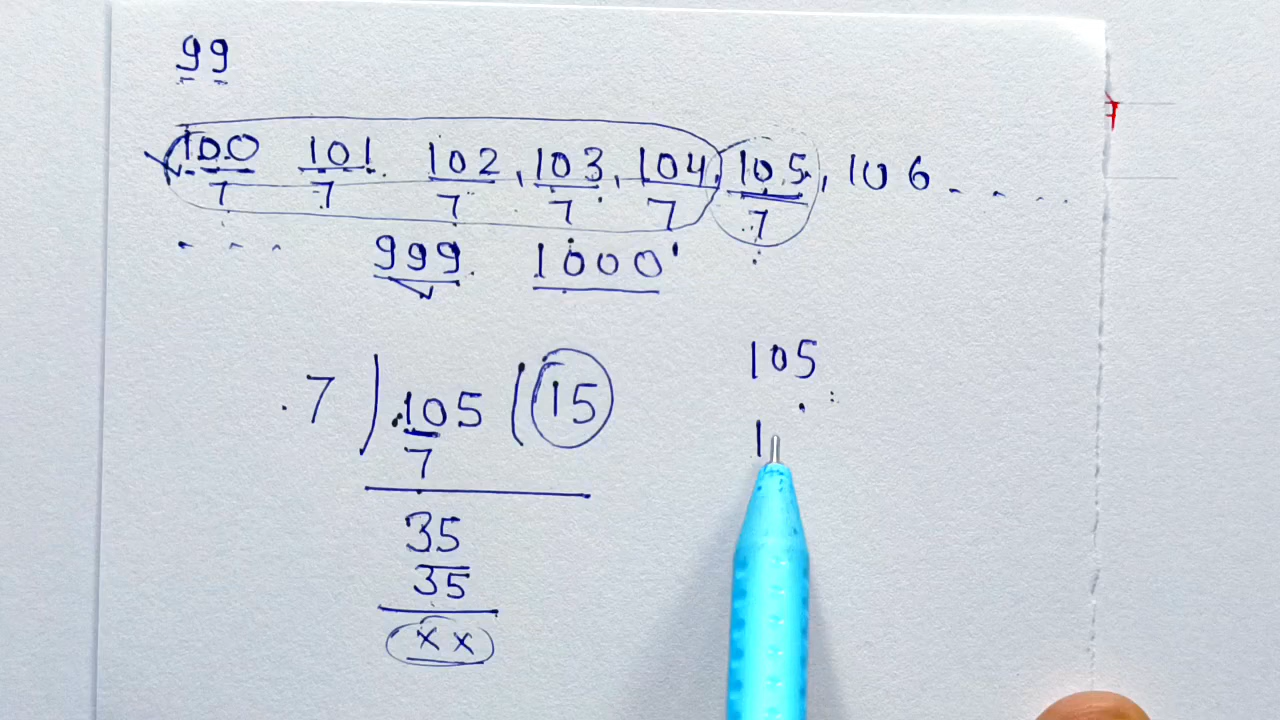 99
100 101 102, 103, 104, 105, 106 - - - -
7 7 7 7 7 7
- - - - 999 1000
7 ) 105 ( 15
7
35
35
x x
105
1
7